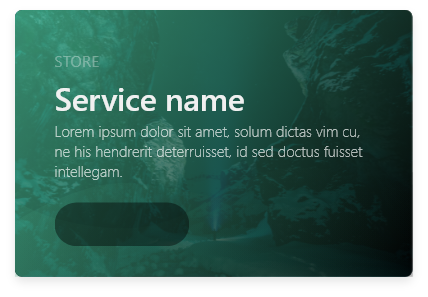 STORE
Service name
Lorem ipsum dolor sit amet, solum dictas vim cu,
ne his hendrerit deterruisset, id sed doctus fuisset
intellegam.